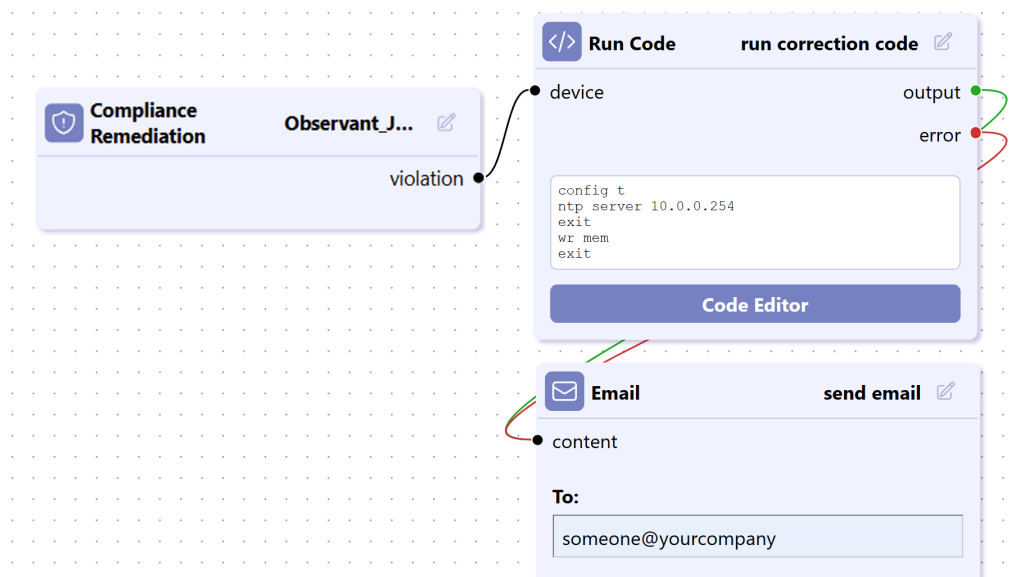 Compliance
Remediation
Observant_J...
violation
Run Code
run correction code
device
output
error
config t
ntp server 10.0.0.254
exit
wr mem
exit
Code Editor
Email
send email
content
To:
someone@yourcompany